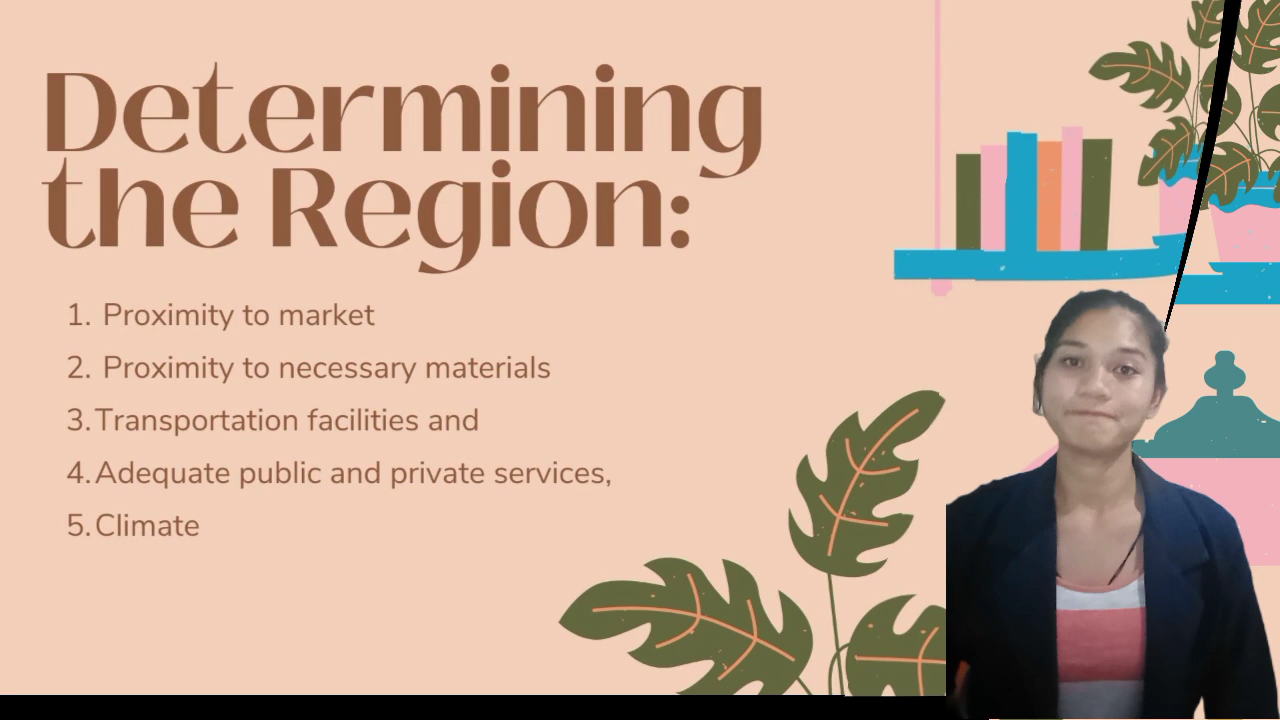 Determining
the Region:
1. Proximity to market
2. Proximity to necessary materials
3. Transportation facilities and
4. Adequate public and private services,
5. Climate